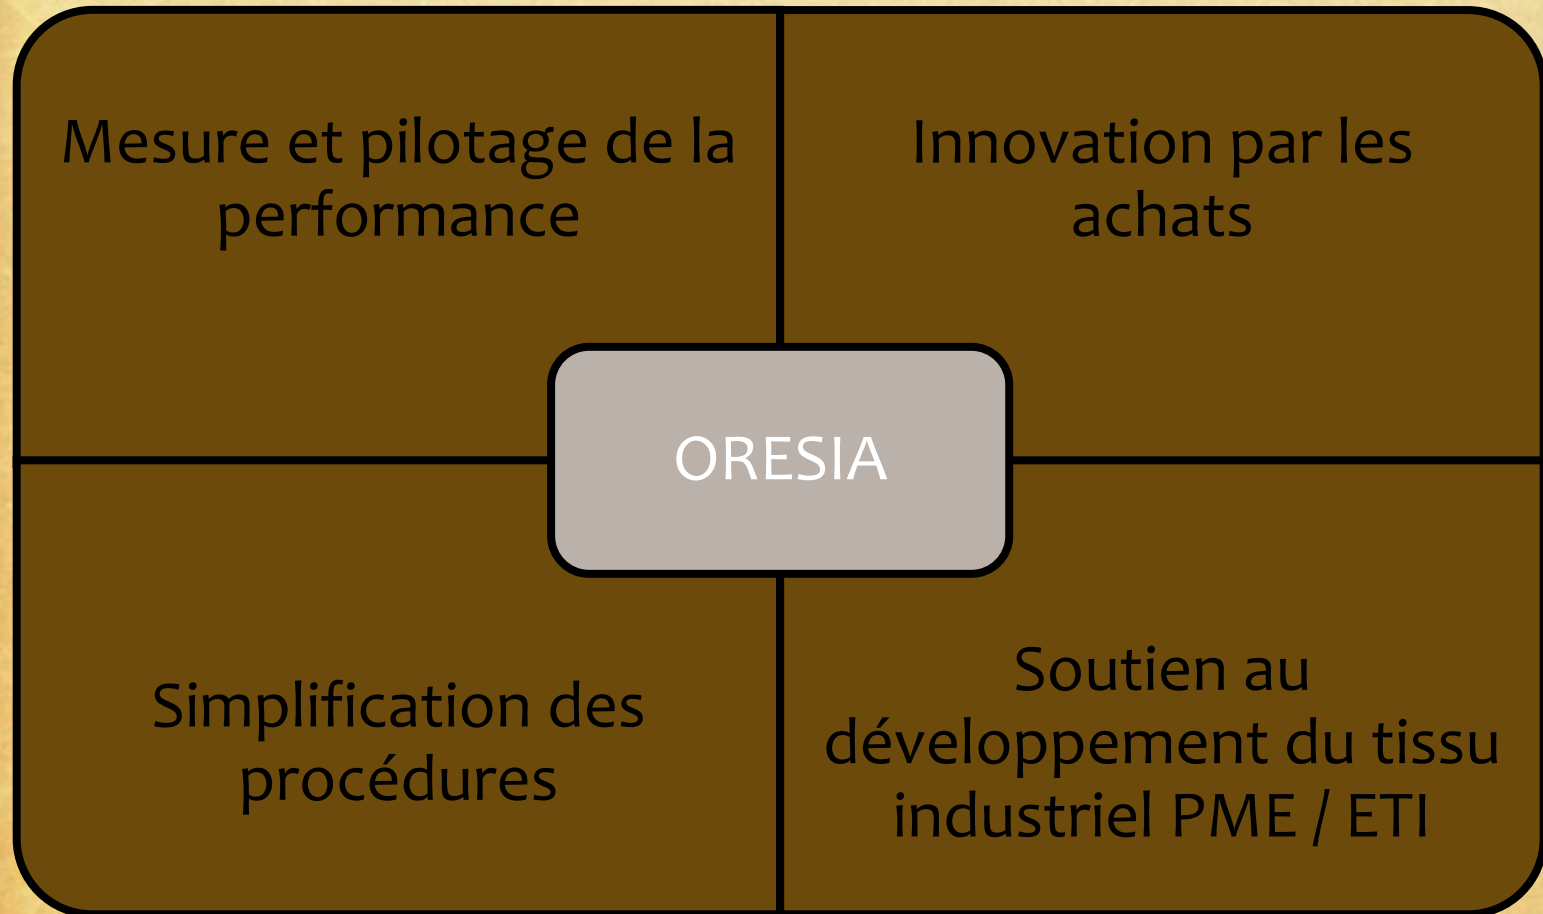 Mesure et pilotage de la
performance
Innovation par les
achats
ORESIA
Simplification des
procédures
Soutien au
développement du tissu
industriel PME / ETI